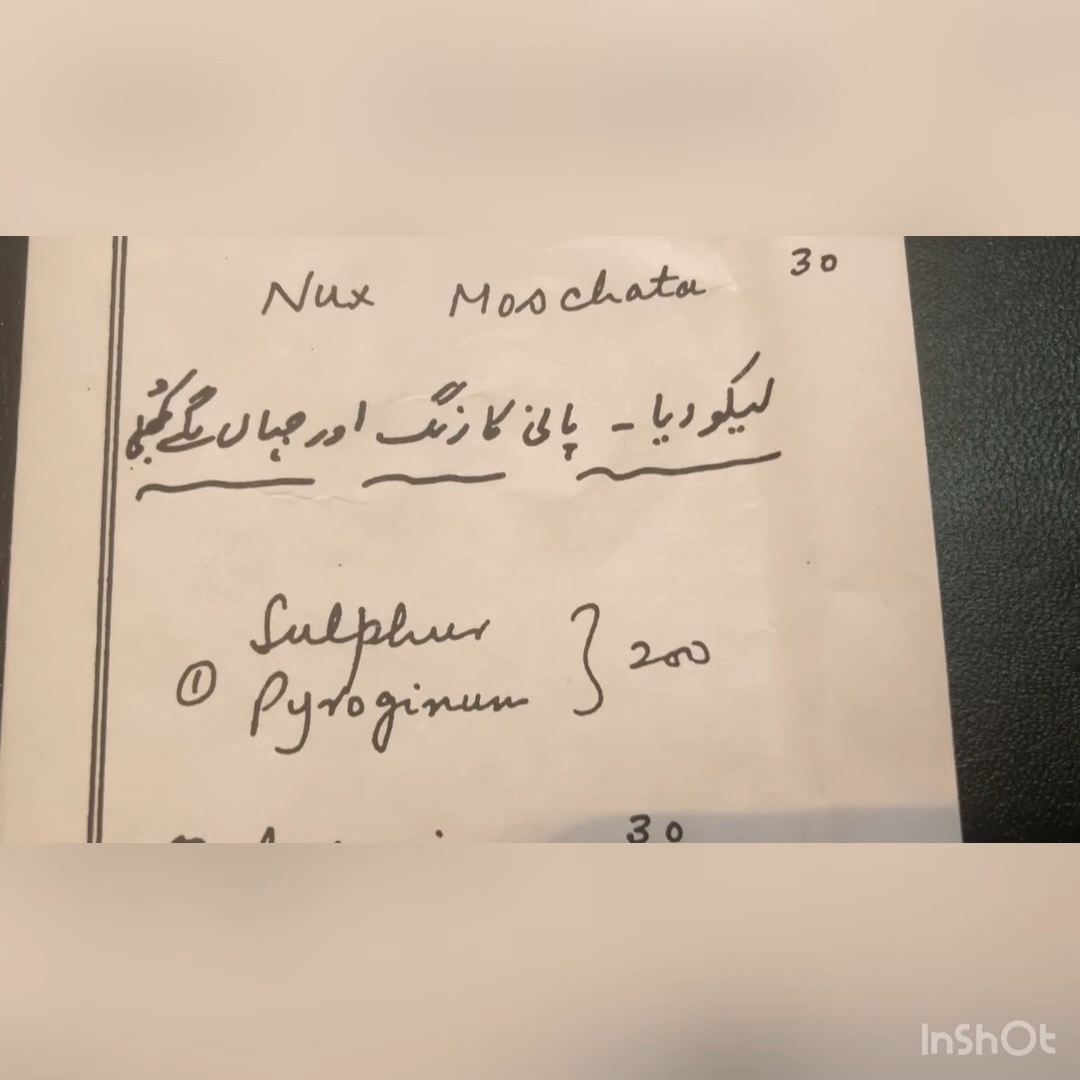 Nux Moschata 30
لیکوریا - پانی کا رنگ اور جہاں لگے کھجلی
Sulphur
① } 200
Pyroginum
30
InShOt